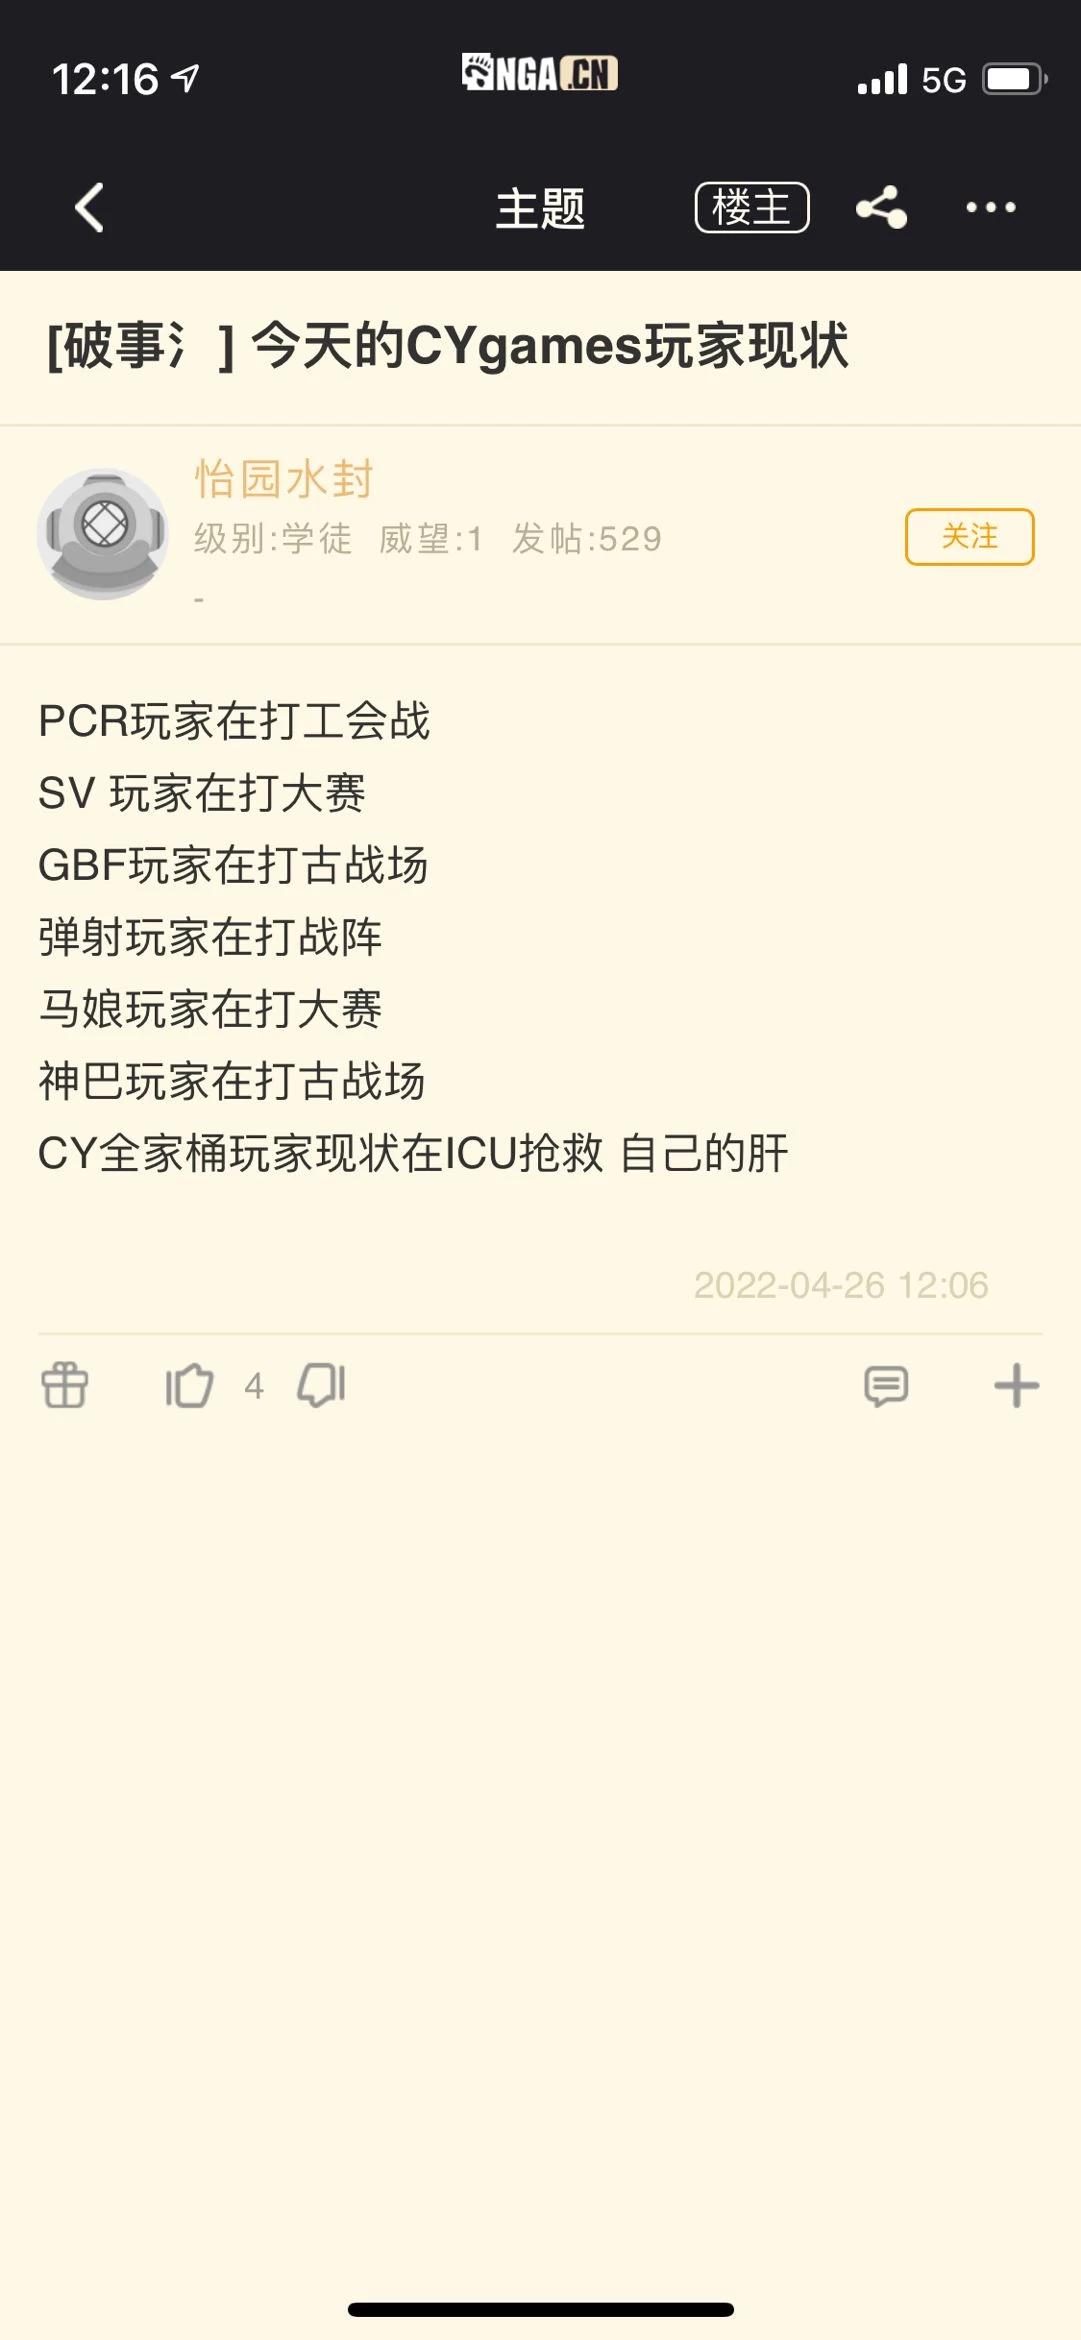 12:16
NGA.CN
5G
主题
楼主
[破事氵] 今天的CYgames玩家现状
怡园水封
级别:学徒 威望:1 发帖:529
关注
-
PCR玩家在打工会战
SV 玩家在打大赛
GBF玩家在打古战场
弹射玩家在打战阵
马娘玩家在打大赛
神巴玩家在打古战场
CY全家桶玩家现状在ICU抢救 自己的肝
2022-04-26 12:06
4